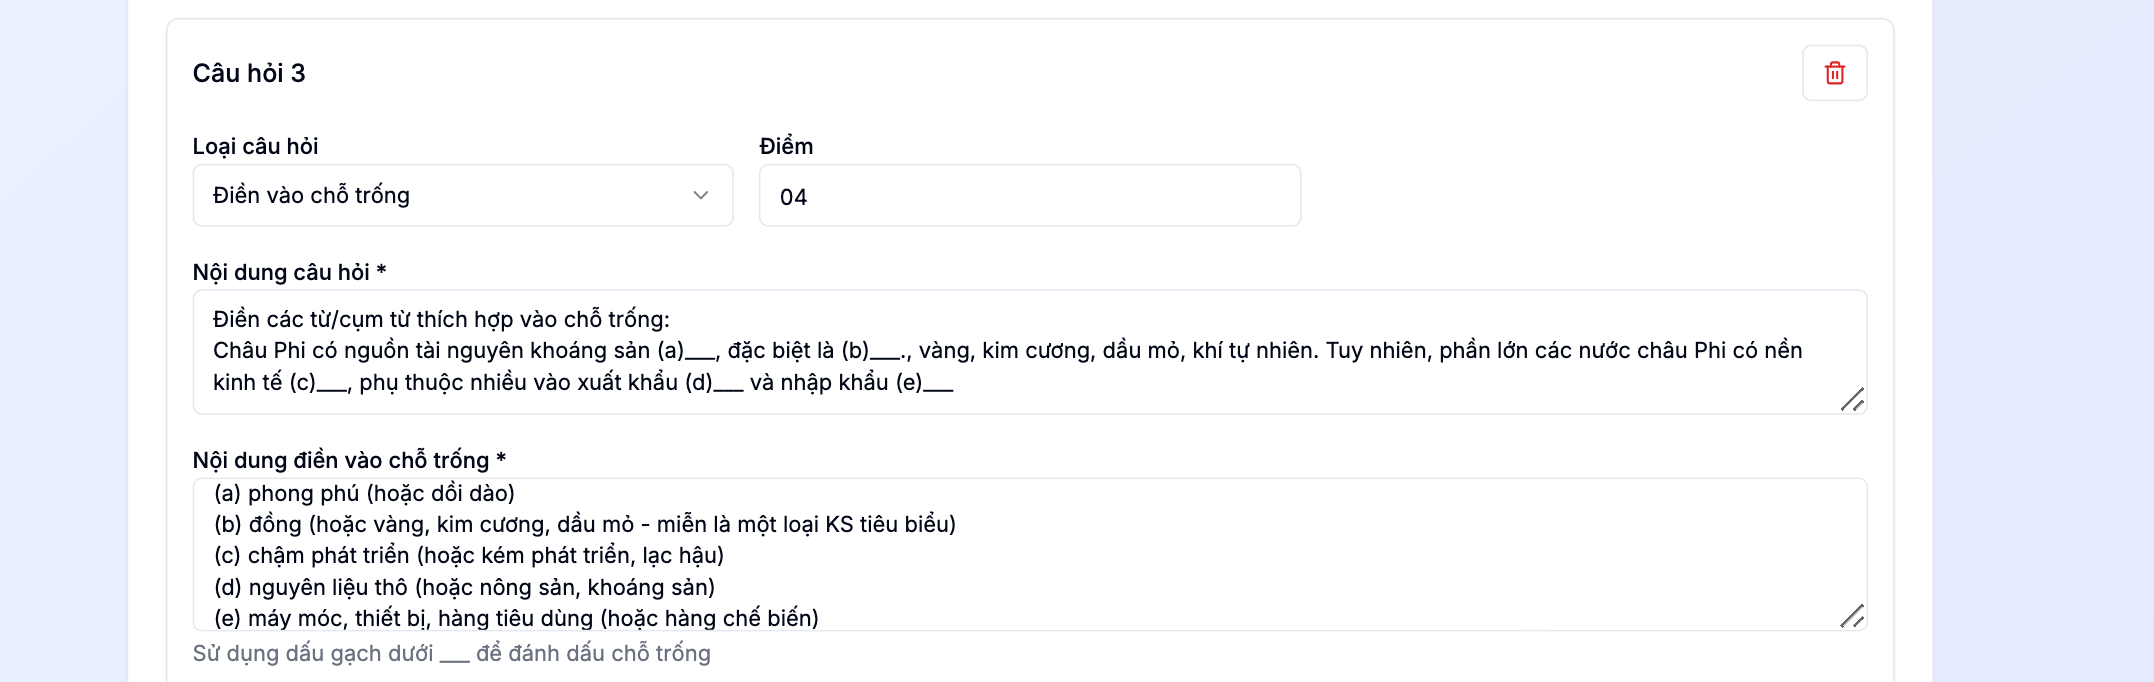 Câu hỏi 3
Loại câu hỏi
Điểm
Điền vào chỗ trống
04
Nội dung câu hỏi *
Điền các từ/cụm từ thích hợp vào chỗ trống:
Châu Phi có nguồn tài nguyên khoáng sản (a)___, đặc biệt là (b)___., vàng, kim cương, dầu mỏ, khí tự nhiên. Tuy nhiên, phần lớn các nước châu Phi có nền
kinh tế (c)___, phụ thuộc nhiều vào xuất khẩu (d)___ và nhập khẩu (e)___
Nội dung điền vào chỗ trống *
(a) phong phú (hoặc dồi dào)
(b) đồng (hoặc vàng, kim cương, dầu mỏ - miễn là một loại KS tiêu biểu)
(c) chậm phát triển (hoặc kém phát triển, lạc hậu)
(d) nguyên liệu thô (hoặc nông sản, khoáng sản)
(e) máy móc, thiết bị, hàng tiêu dùng (hoặc hàng chế biến)
Sử dụng dấu gạch dưới ___ để đánh dấu chỗ trống